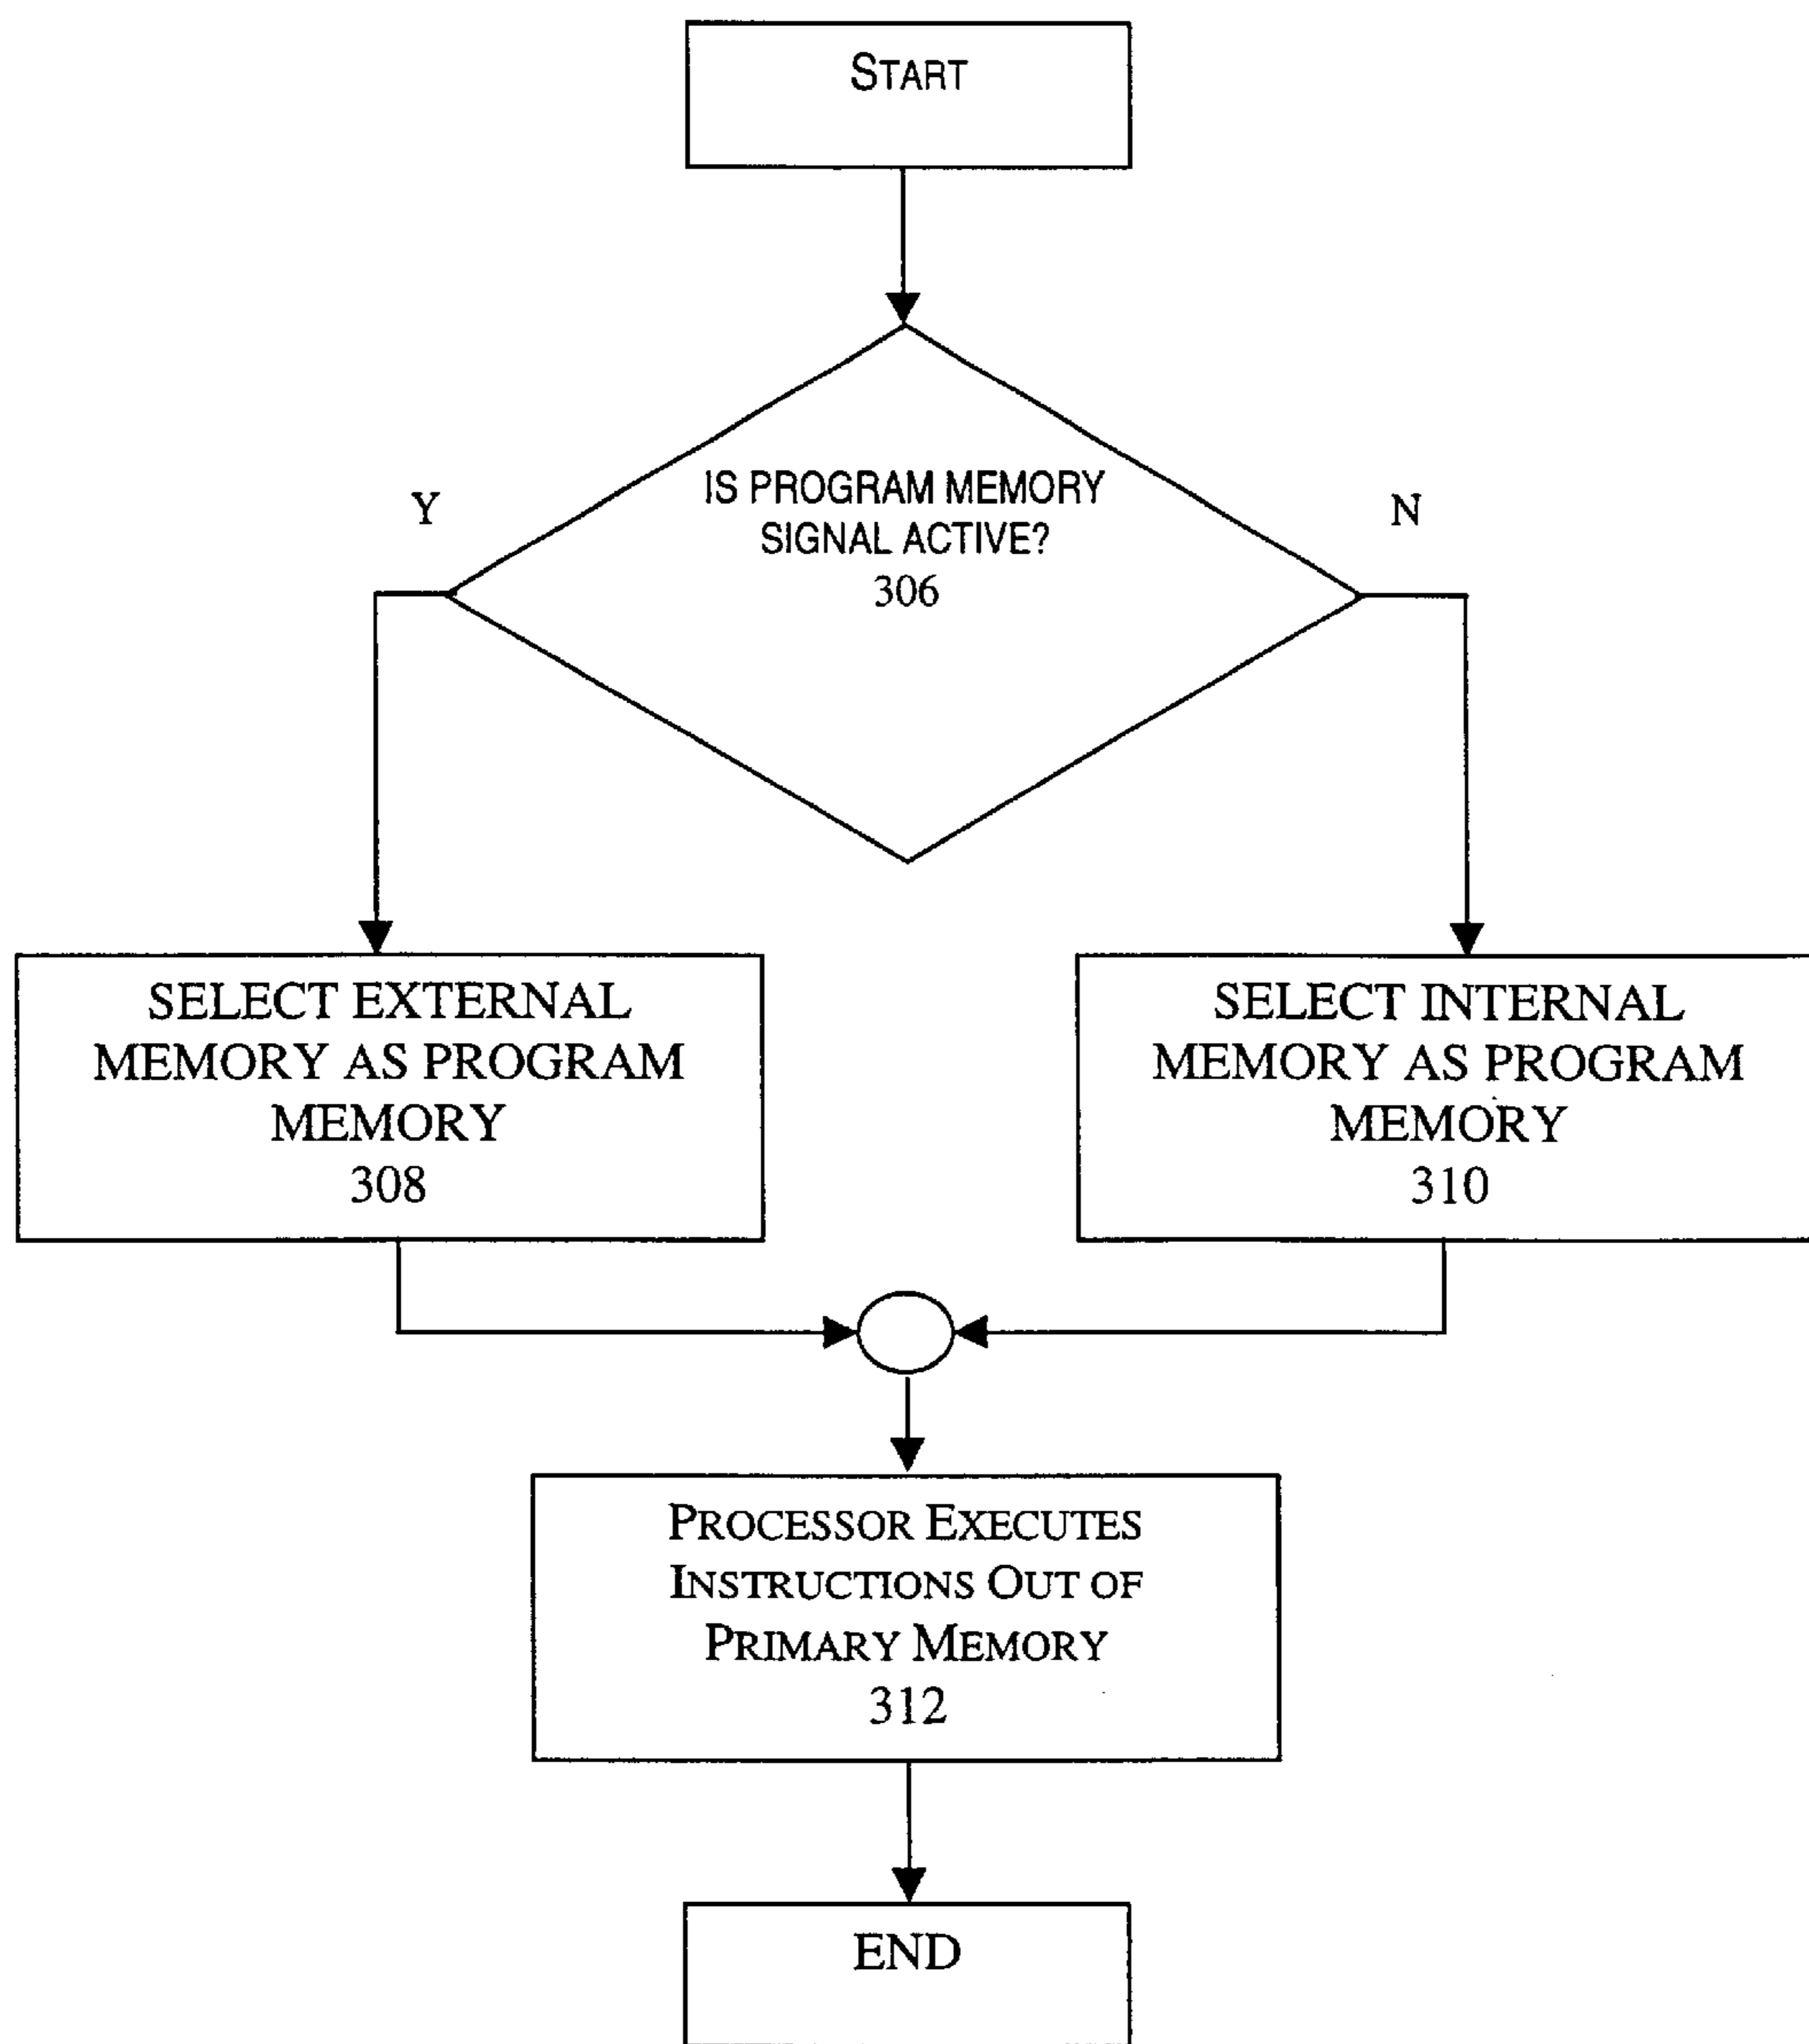 START
IS PROGRAM MEMORY
SIGNAL ACTIVE?
306
Y
N
SELECT EXTERNAL
MEMORY AS PROGRAM
MEMORY
308
SELECT INTERNAL
MEMORY AS PROGRAM
MEMORY
310
PROCESSOR EXECUTES
INSTRUCTIONS OUT OF
PRIMARY MEMORY
312
END